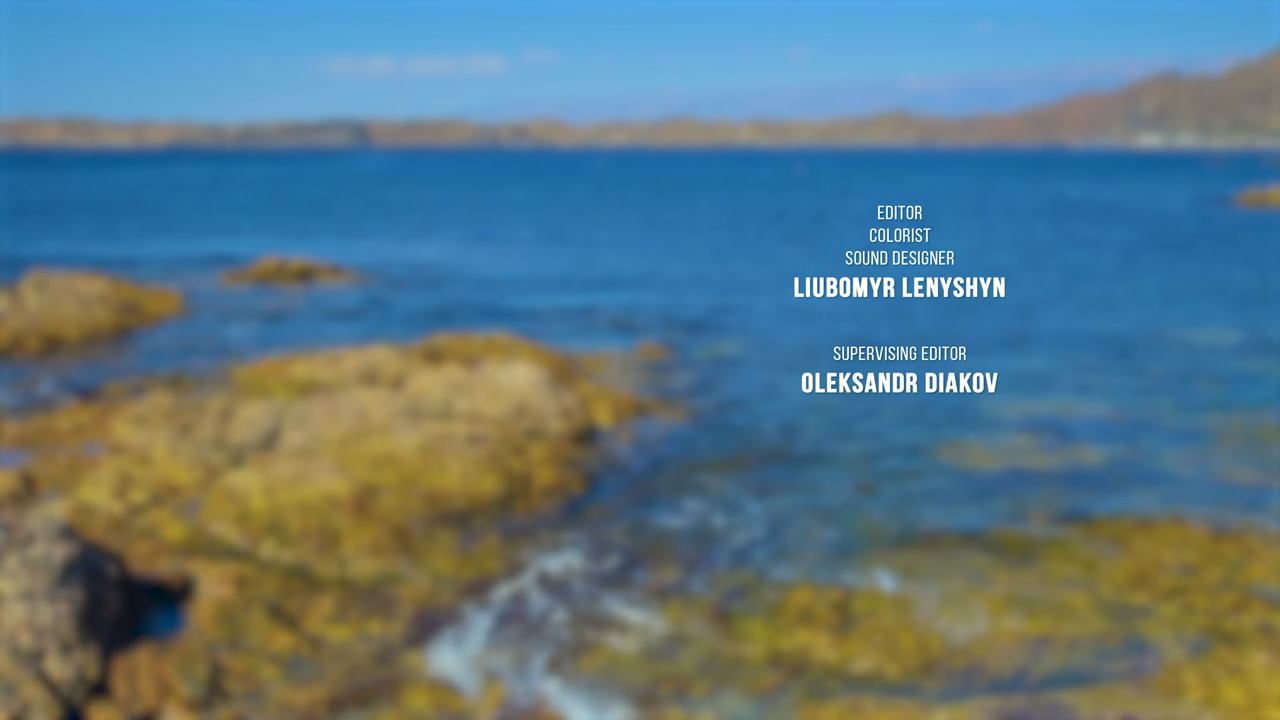 EDITOR
COLORIST
SOUND DESIGNER
LIUBOMYR LENYSHYN
SUPERVISING EDITOR
OLEKSANDR DIAKOV